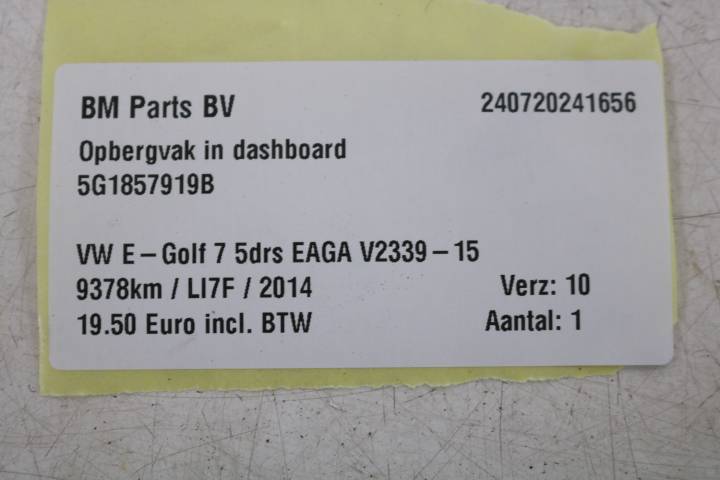 BM Parts BV 240720241656
Opbergvak in dashboard
5G1857919B
VW E-Golf 7 5drs EAGA V2339-15
9378km / LI7F / 2014 Verz: 10
19.50 Euro incl. BTW Aantal: 1